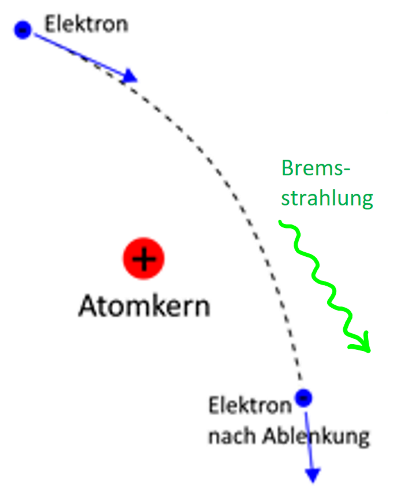 Elektron
Brems-
strahlung
+
Atomkern
Elektron
nach Ablenkung